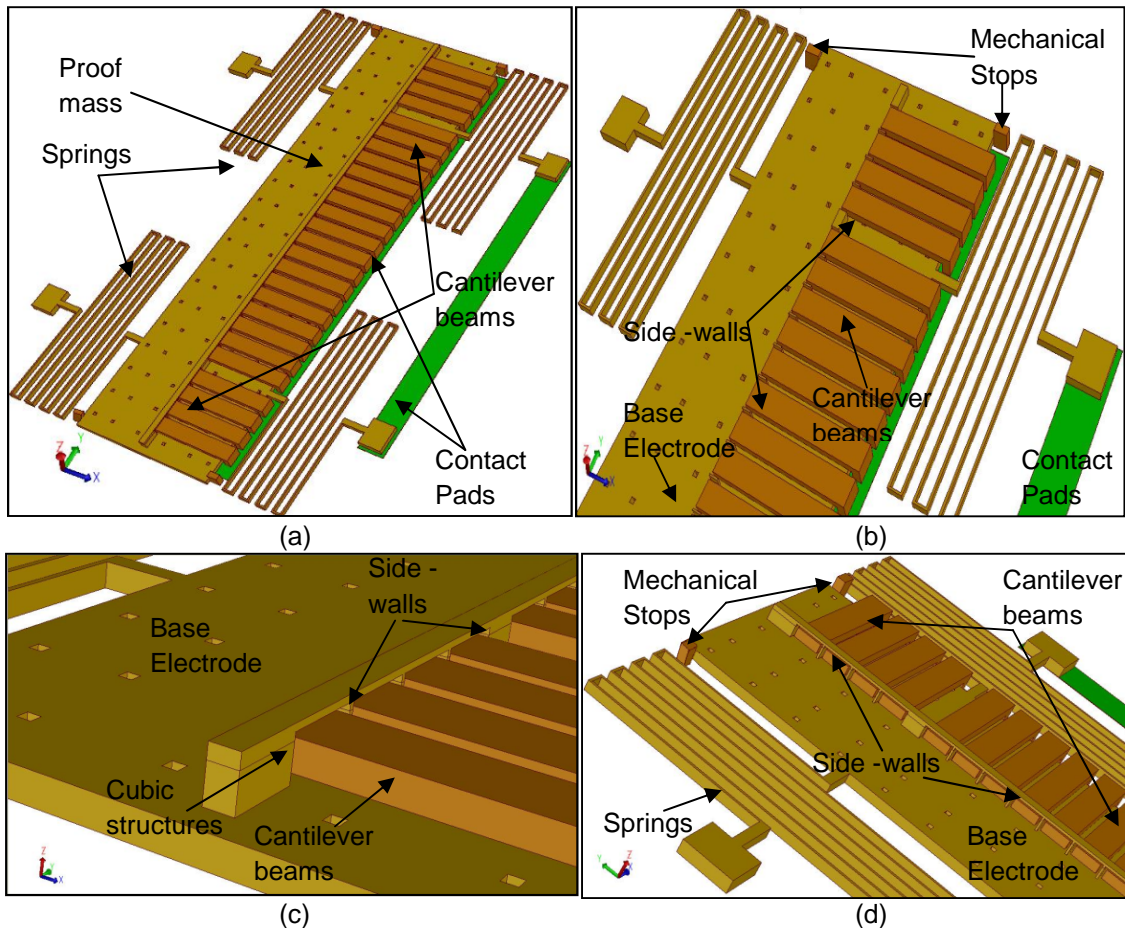 Proof
mass
Springs
Cantilever
beams
Contact
Pads
Z
Y
X
(a)
Mechanical
Stops
Side -walls
Cantilever
beams
Base
Electrode
Contact
Pads
Z
Y
X
(b)
Side -
walls
Base
Electrode
Cubic
structures
Cantilever
beams
Z
Y
X
(c)
Mechanical
Stops
Cantilever
beams
Side -walls
Springs
Base
Electrode
Y
Z
X
(d)